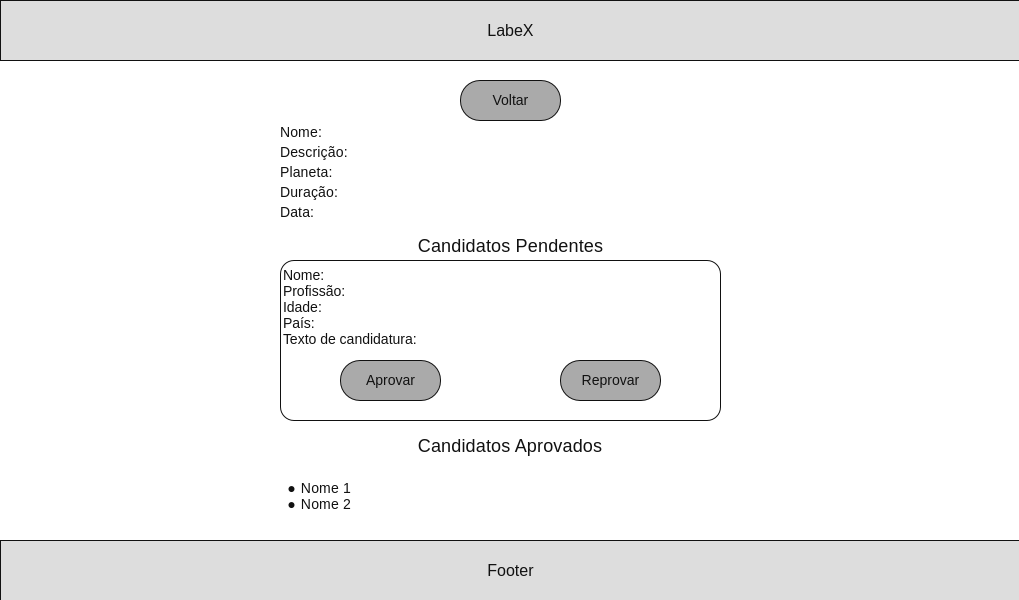 LabeX
Voltar
Nome:
Descrição:
Planeta:
Duração:
Data:
Candidatos Pendentes
Nome:
Profissão:
Idade:
País:
Texto de candidatura:
Aprovar
Reprovar
Candidatos Aprovados
● Nome 1
● Nome 2
Footer